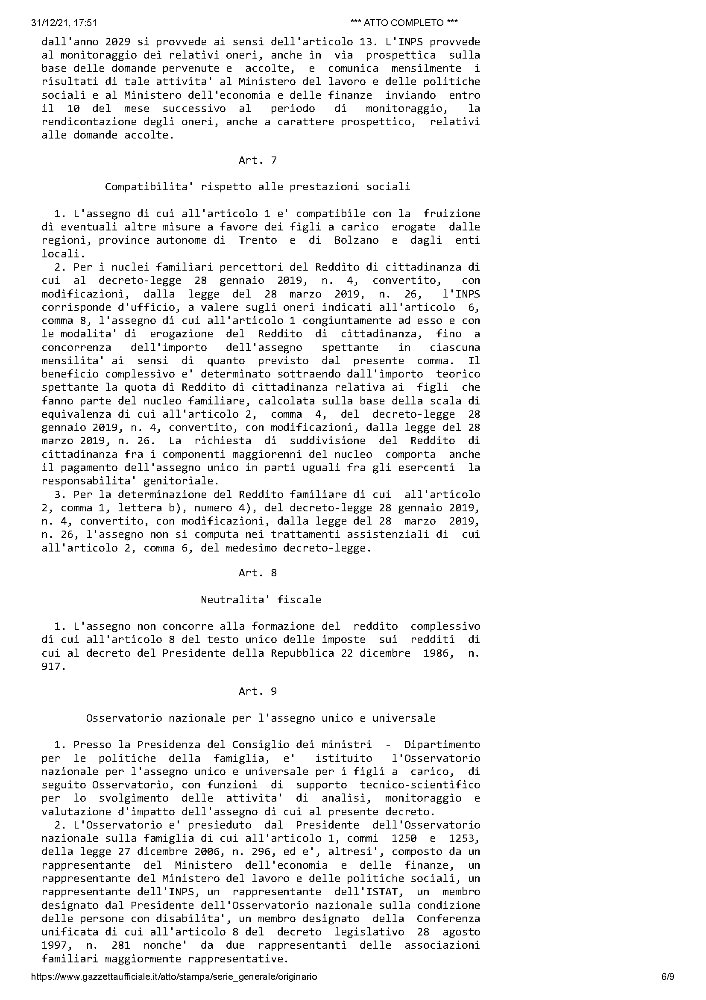 31/12/21, 17:51 *** ATTO COMPLETO ***
dall'anno 2029 si provvede ai sensi dell'articolo 13. L'INPS provvede
al monitoraggio dei relativi oneri, anche in via prospettica sulla
base delle domande pervenute e accolte, e comunica mensilmente i
risultati di tale attivita' al Ministero del lavoro e delle politiche
sociali e al Ministero dell'economia e delle finanze inviando entro
il 10 del mese successivo al periodo di monitoraggio, la
rendicontazione degli oneri, anche a carattere prospettico, relativi
alle domande accolte.
Art. 7
Compatibilita' rispetto alle prestazioni sociali
1. L'assegno di cui all'articolo 1 e' compatibile con la fruizione
di eventuali altre misure a favore dei figli a carico erogate dalle
regioni, province autonome di Trento e di Bolzano e dagli enti
locali.
2. Per i nuclei familiari percettori del Reddito di cittadinanza di
cui al decreto-legge 28 gennaio 2019, n. 4, convertito, con
modificazioni, dalla legge del 28 marzo 2019, n. 26, l'INPS
corrisponde d'ufficio, a valere sugli oneri indicati all'articolo 6,
comma 8, l'assegno di cui all'articolo 1 congiuntamente ad esso e con
le modalita' di erogazione del Reddito di cittadinanza, fino a
concorrenza dell'importo dell'assegno spettante in ciascuna
mensilita' ai sensi di quanto previsto dal presente comma. Il
beneficio complessivo e' determinato sottraendo dall'importo teorico
spettante la quota di Reddito di cittadinanza relativa ai figli che
fanno parte del nucleo familiare, calcolata sulla base della scala di
equivalenza di cui all'articolo 2, comma 4, del decreto-legge 28
gennaio 2019, n. 4, convertito, con modificazioni, dalla legge del 28
marzo 2019, n. 26. La richiesta di suddivisione del Reddito di
cittadinanza fra i componenti maggiorenni del nucleo comporta anche
il pagamento dell'assegno unico in parti uguali fra gli esercenti la
responsabilita' genitoriale.
3. Per la determinazione del Reddito familiare di cui all'articolo
2, comma 1, lettera b), numero 4), del decreto-legge 28 gennaio 2019,
n. 4, convertito, con modificazioni, dalla legge del 28 marzo 2019,
n. 26, l'assegno non si computa nei trattamenti assistenziali di cui
all'articolo 2, comma 6, del medesimo decreto-legge.
Art. 8
Neutralita' fiscale
1. L'assegno non concorre alla formazione del reddito complessivo
di cui all'articolo 8 del testo unico delle imposte sui redditi di
cui al decreto del Presidente della Repubblica 22 dicembre 1986, n.
917.
Art. 9
Osservatorio nazionale per l'assegno unico e universale
1. Presso la Presidenza del Consiglio dei ministri - Dipartimento
per le politiche della famiglia, e' istituito l'Osservatorio
nazionale per l'assegno unico e universale per i figli a carico, di
seguito Osservatorio, con funzioni di supporto tecnico-scientifico
per lo svolgimento delle attivita' di analisi, monitoraggio e
valutazione d'impatto dell'assegno di cui al presente decreto.
2. L'Osservatorio e' presieduto dal Presidente dell'Osservatorio
nazionale sulla famiglia di cui all'articolo 1, commi 1250 e 1253,
della legge 27 dicembre 2006, n. 296, ed e', altresi', composto da un
rappresentante del Ministero dell'economia e delle finanze, un
rappresentante del Ministero del lavoro e delle politiche sociali, un
rappresentante dell'INPS, un rappresentante dell'ISTAT, un membro
designato dal Presidente dell'Osservatorio nazionale sulla condizione
delle persone con disabilita', un membro designato della Conferenza
unificata di cui all'articolo 8 del decreto legislativo 28 agosto
1997, n. 281 nonche' da due rappresentanti delle associazioni
familiari maggiormente rappresentative.
https://www.gazzettaufficiale.it/atto/stampa/serie_generale/originario 6/9